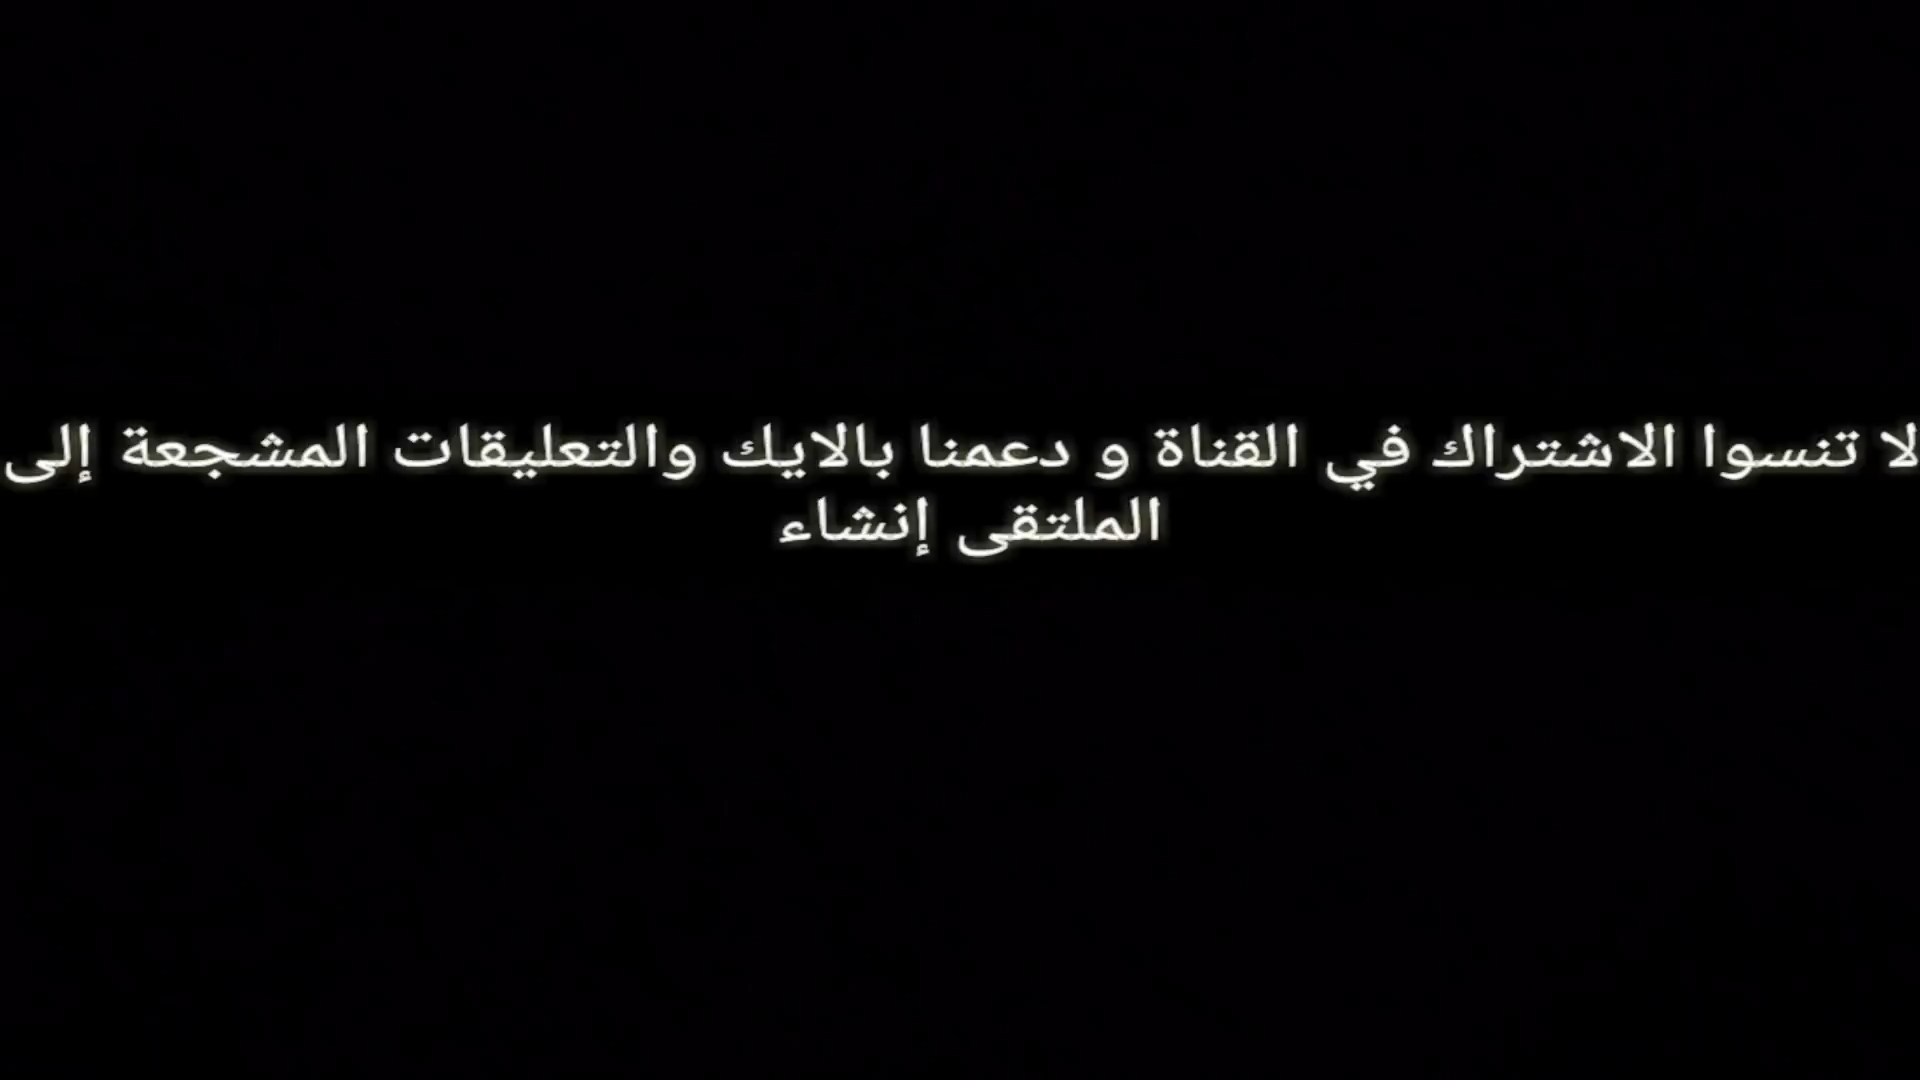 لا تنسوا الاشتراك في القناة و دعمنا بالايك والتعليقات المشجعة إلى
الملتقى إنشاء